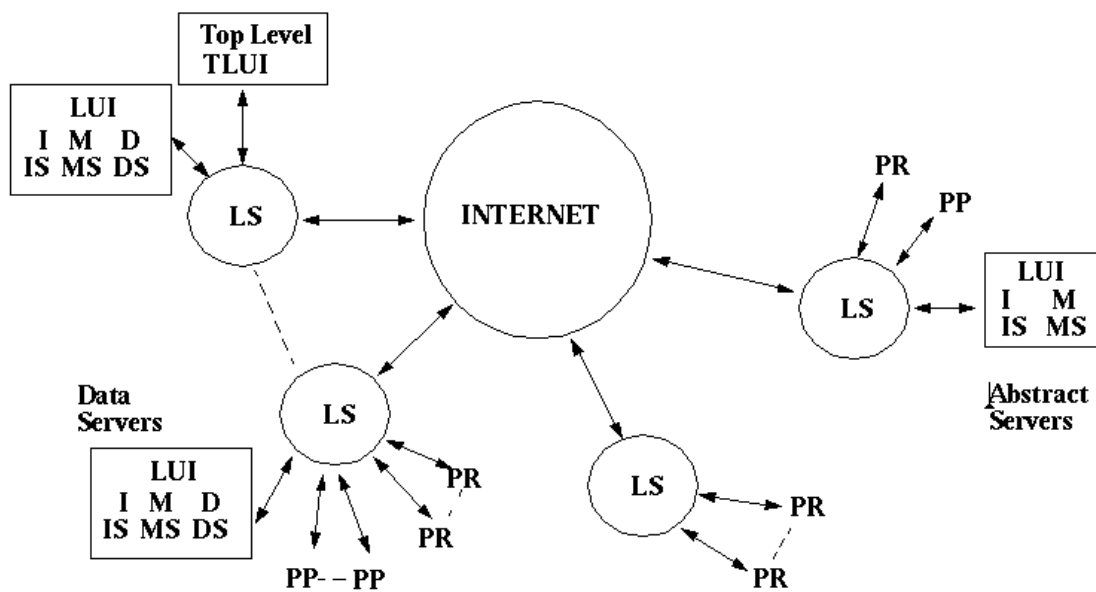 Top Level
TLUI
LUI
I M D
IS MS DS
LS
INTERNET
PR
PP
LS
LUI
I M
IS MS
Data
Servers
LS
Abstract
Servers
LUI
I M D
IS MS DS
PR
PR
PP- - PP
LS
PR
PR